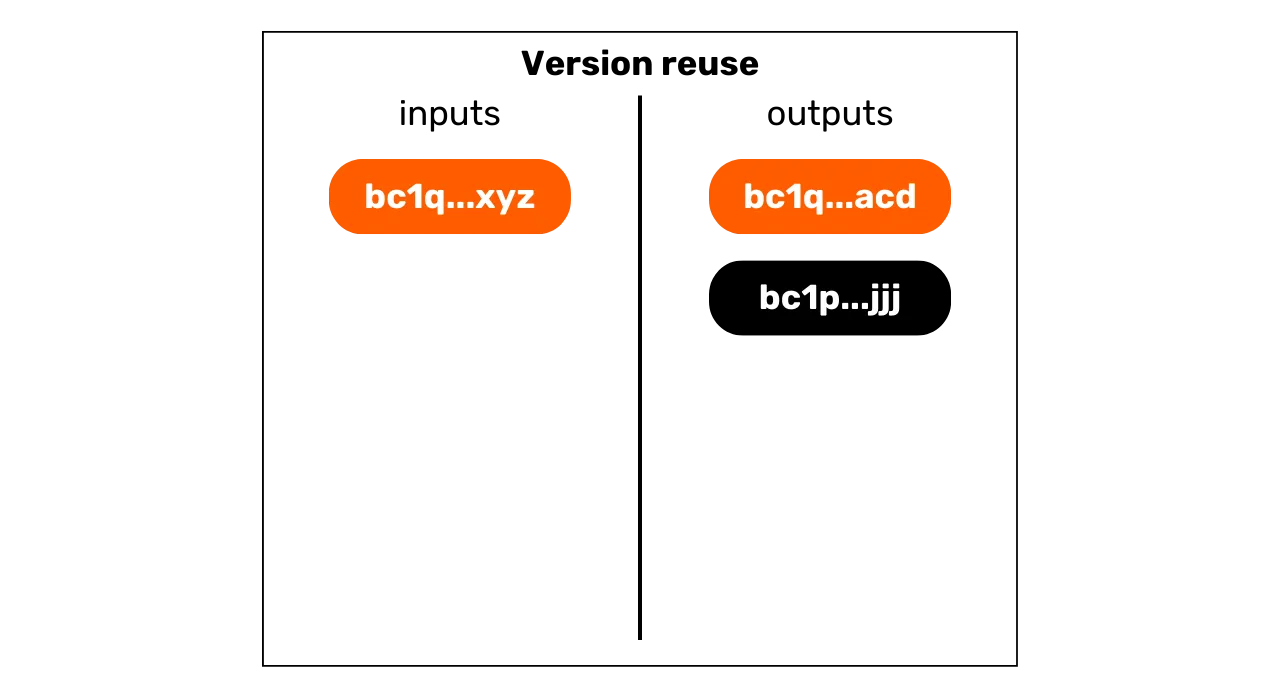 Version reuse
inputs
outputs
bc1q...xyz
bc1q...acd
bc1p...jjj